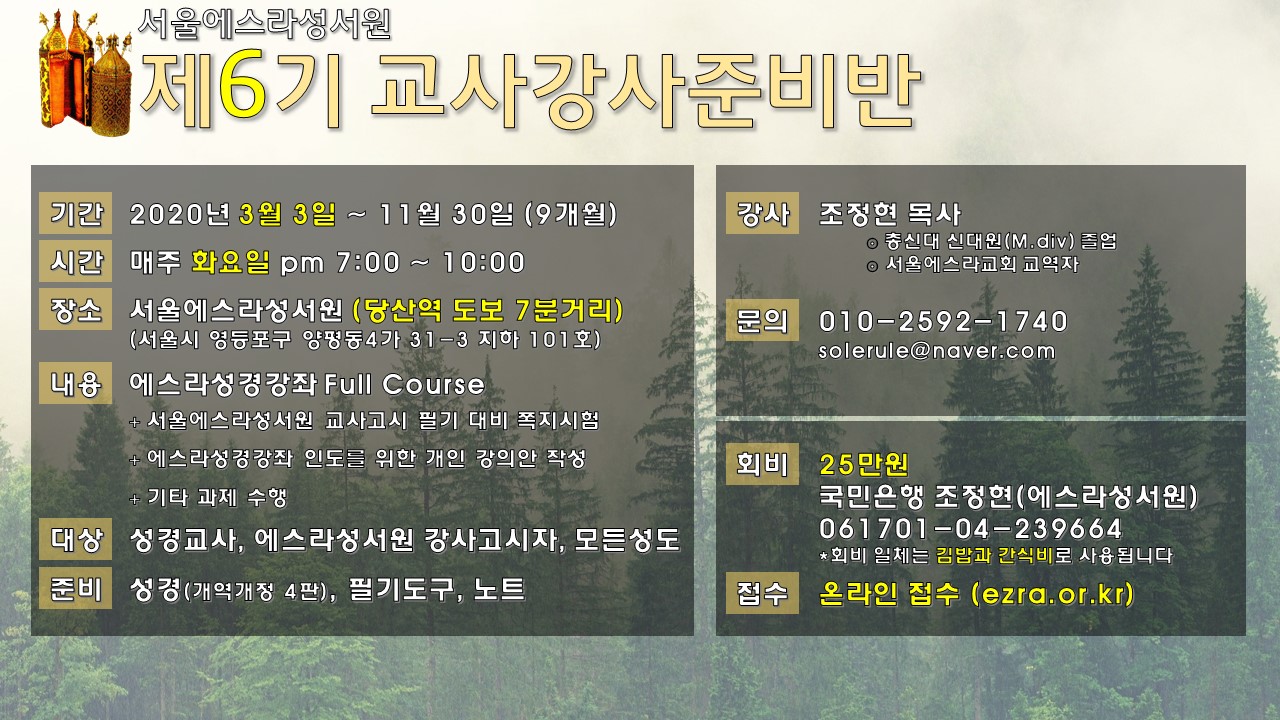 서울에스라성서원
제6기 교사강사준비반
기간 2020년 3월 3일 ~ 11월 30일 (9개월)
시간 매주 화요일 pm 7:00 ~ 10:00
장소 서울에스라성서원 (당산역 도보 7분거리)
(서울시 영등포구 양평동4가 31-3 지하 101호)
내용 에스라성경강좌 Full Course
+ 서울에스라성서원 교사고시 필기 대비 쪽지시험
+ 에스라성경강좌 인도를 위한 개인 강의안 작성
+ 기타 과제 수행
대상 성경교사, 에스라성서원 강사고시자, 모든성도
준비 성경(개역개정 4판), 필기도구, 노트
강사 조정현 목사
◎ 총신대 신대원(M.div) 졸업
◎ 서울에스라교회 교역자
문의 010-2592-1740
solerule@naver.com
회비 25만원
국민은행 조정현(에스라성서원)
061701-04-239664
*회비 일체는 김밥과 간식비로 사용됩니다
접수 온라인 접수 (ezra.or.kr)